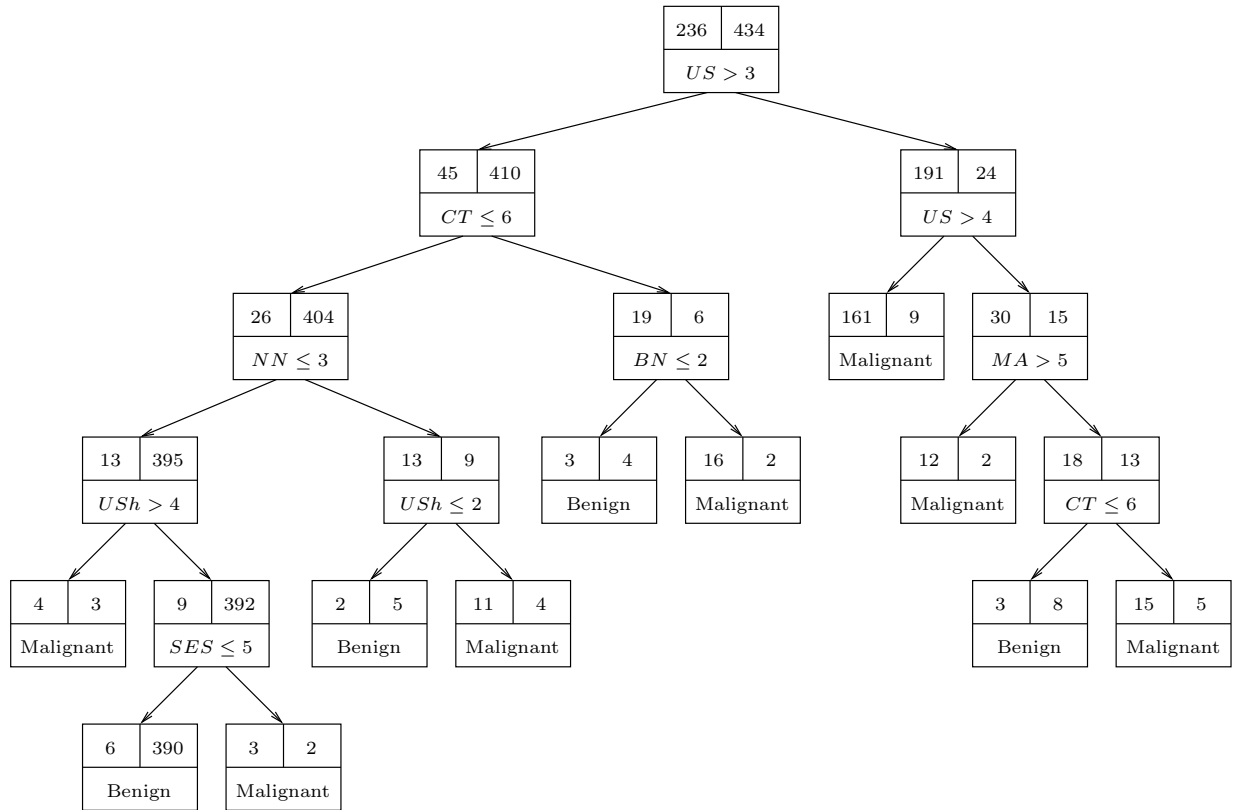 236 434
US > 3
45 410
191 24
CT ≤ 6
US > 4
26 404
19 6
161 9
30 15
NN ≤ 3
BN ≤ 2
Malignant
MA > 5
13 395
13 9
3 4
16 2
12 2
18 13
USh > 4
USh ≤ 2
Benign
Malignant
Malignant
CT ≤ 6
4 3
9 392
2 5
11 4
3 8
15 5
Malignant
SES ≤ 5
Benign
Malignant
Benign
Malignant
6 390
3 2
Benign
Malignant